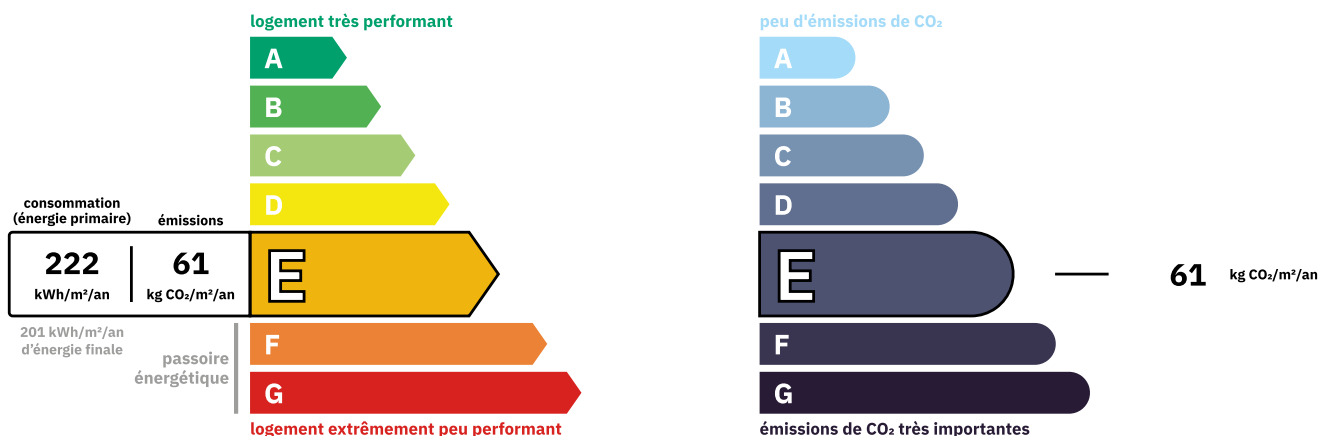 logement très performant
A
B
C
D
consommation
(énergie primaire)
émissions
222
kWh/m²/an
61
kg CO₂/m²/an
E
201 kWh/m²/an
d'énergie finale
passoire
énergétique
F
G
logement extrêmement peu performant
peu d'émissions de CO₂
A
B
C
D
E
61 kg CO₂/m²/an
F
G
émissions de CO₂ très importantes